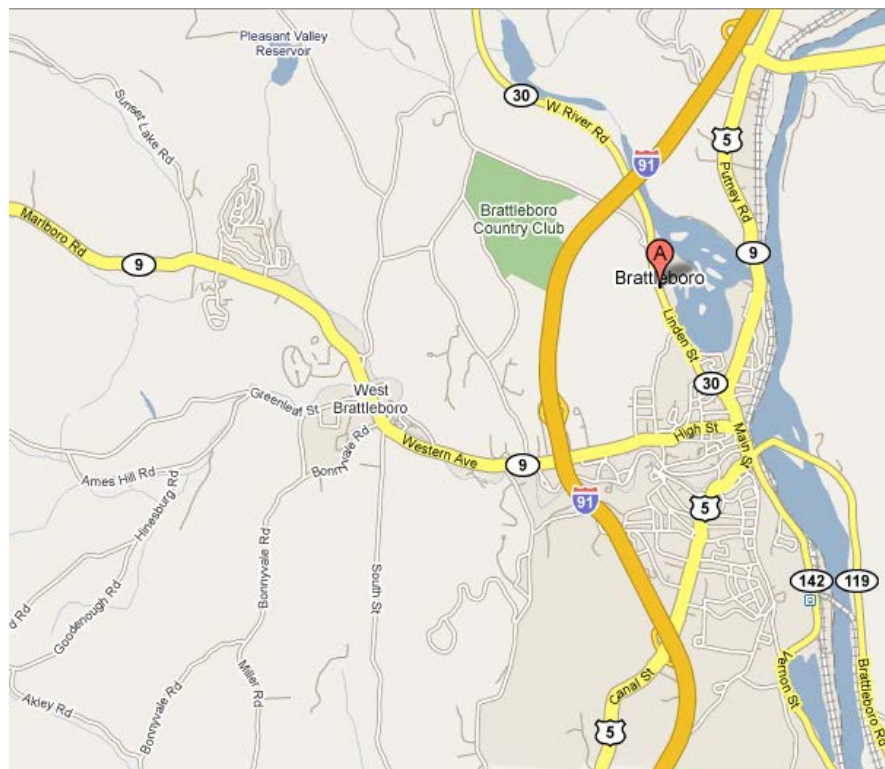 Pleasant Valley
Reservoir
30
W River Rd
5
Sunset Lake Rd
91
Putney Rd
Marlboro Rd
9
Brattleboro
Country Club
A
9
Brattleboro
Linden St
West
Brattleboro
30
Greenleaf St
High St
Main St
Western Ave
9
Bonnyvale Rd
Ames Hill Rd
91
5
Hinesburg Rd
Bonnyvale Rd
South St
142
119
Goodenough Rd
d Rd
Miller Rd
Canal St
Vernon St
Brattleboro Rd
Akley Rd
Bonnyvale Rd
5